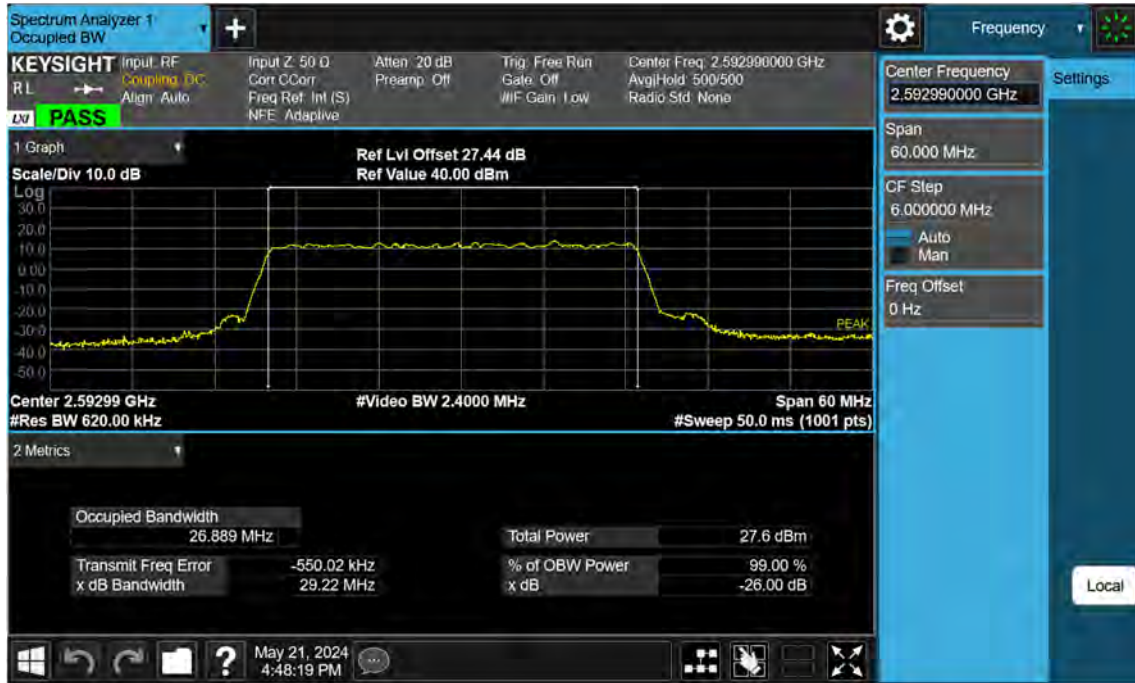 Spectrum Analyzer 1
Occupied BW
Frequency
KEYSIGHT
Input: RF
Coupling: DC
Align: Auto
Input Z: 50 Ω
Corr CCorr
Freq Ref: Int (S)
NFE: Adaptive
Atten: 20 dB
Preamp: Off
Trig: Free Run
Gate: Off
#IF Gain: Low
Center Freq: 2.592990000 GHz
Avg|Hold: 500/500
Radio Std: None
R L
LXI
PASS
Center Frequency
2.592990000 GHz
Settings
Span
60.000 MHz
CF Step
6.000000 MHz
Auto
Man
Freq Offset
0 Hz
1 Graph
Scale/Div 10.0 dB
Ref Lvl Offset 27.44 dB
Ref Value 40.00 dBm
Log
30.0
20.0
10.0
0.00
-10.0
-20.0
-30.0
-40.0
-50.0
PEAK
Center 2.59299 GHz
#Video BW 2.4000 MHz
Span 60 MHz
#Res BW 620.00 kHz
#Sweep 50.0 ms (1001 pts)
2 Metrics
Occupied Bandwidth
26.889 MHz
Total Power
27.6 dBm
Transmit Freq Error
-550.02 kHz
% of OBW Power
99.00 %
x dB Bandwidth
29.22 MHz
x dB
-26.00 dB
Local
?
May 21, 2024
4:48:19 PM